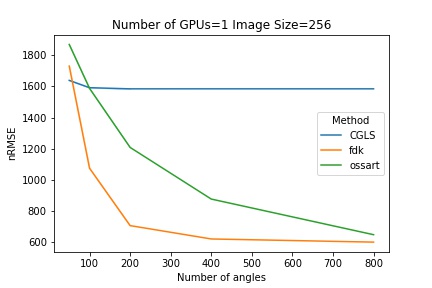 Number of GPUs=1 Image Size=256
nRMSE
1800
1600
1400
1200
1000
800
600
Method
CGLS
fdk
ossart
100 200 300 400 500 600 700 800
Number of angles